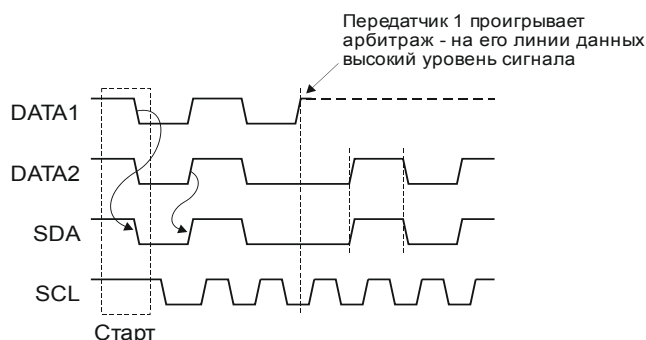 Передатчик 1 проигрывает
арбитраж - на его линии данных
высокий уровень сигнала
DATA1
DATA2
SDA
SCL
Старт